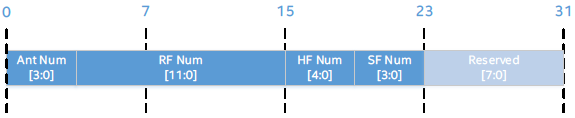 0 7 15 23 31
Ant Num RF Num HF Num SF Num Reserved
[3:0] [11:0] [4:0] [3:0] [7:0]